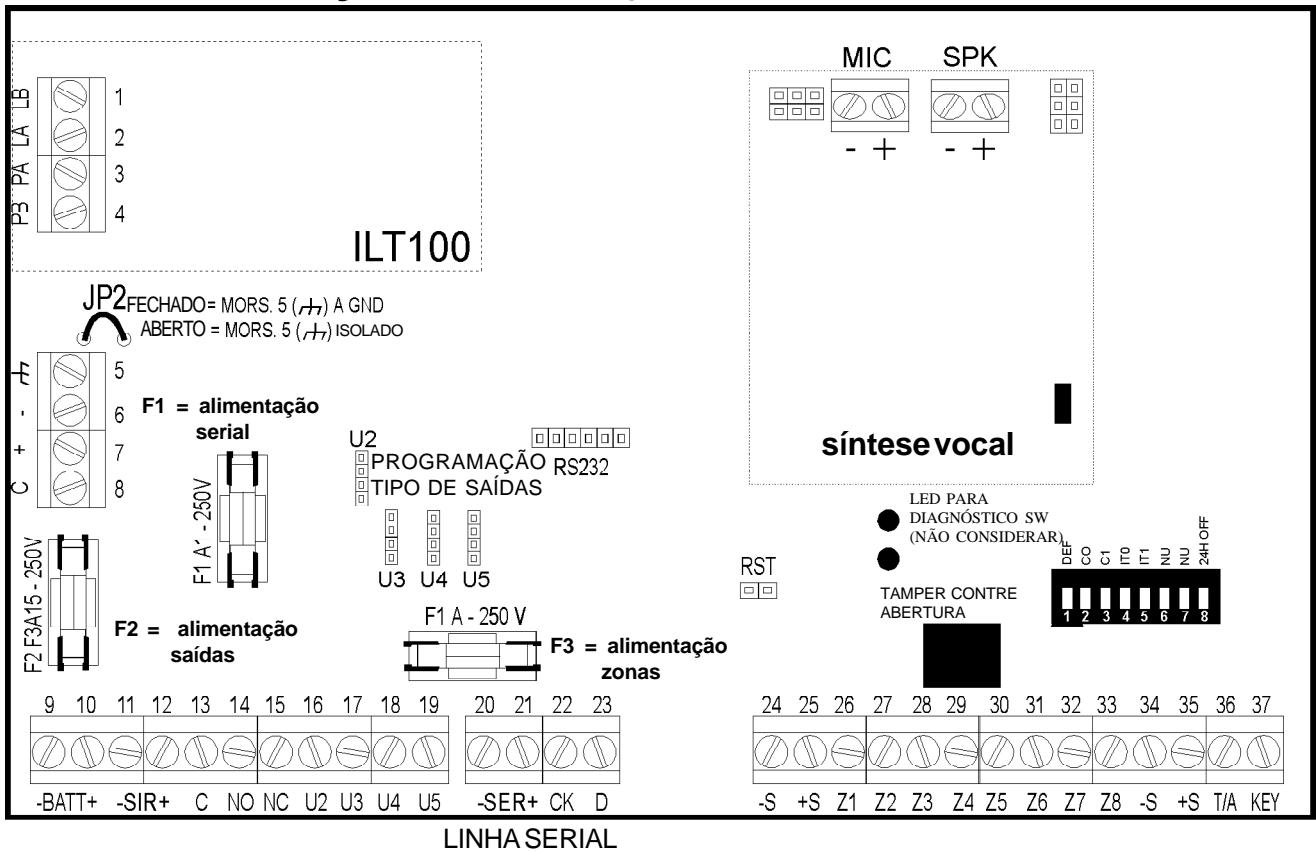 MIC SPK
- + - +
LB 1
LA 2
PA 3
PB 4
ILT100
JP2 FECHADO = MORS. 5 ( ) A GND
ABERTO = MORS. 5 ( ) ISOLADO
5
- 6
+ 7
C 8
F1 = alimentação
serial
F1 A - 250V
U2
PROGRAMAÇÃO
TIPO DE SAÍDAS
RS232
U3 U4 U5
síntese vocal
LED PARA
DIAGNÓSTICO SW
(NÃO CONSIDERAR)
RST
TAMPER CONTRE
ABERTURA
DEF CO C1 IT0 IT1 NU NU 24H OFF
1 2 3 4 5 6 7 8
F2 F3A15 - 250V
F2 = alimentação
saídas
F1 A - 250 V
F3 = alimentação
zonas
9 10 11 12 13 14 15 16 17 18 19 20 21 22 23
-BATT+ -SIR+ C NO NC U2 U3 U4 U5 -SER+ CK D
24 25 26 27 28 29 30 31 32 33 34 35 36 37
-S +S Z1 Z2 Z3 Z4 Z5 Z6 Z7 Z8 -S +S T/A KEY
LINHA SERIAL